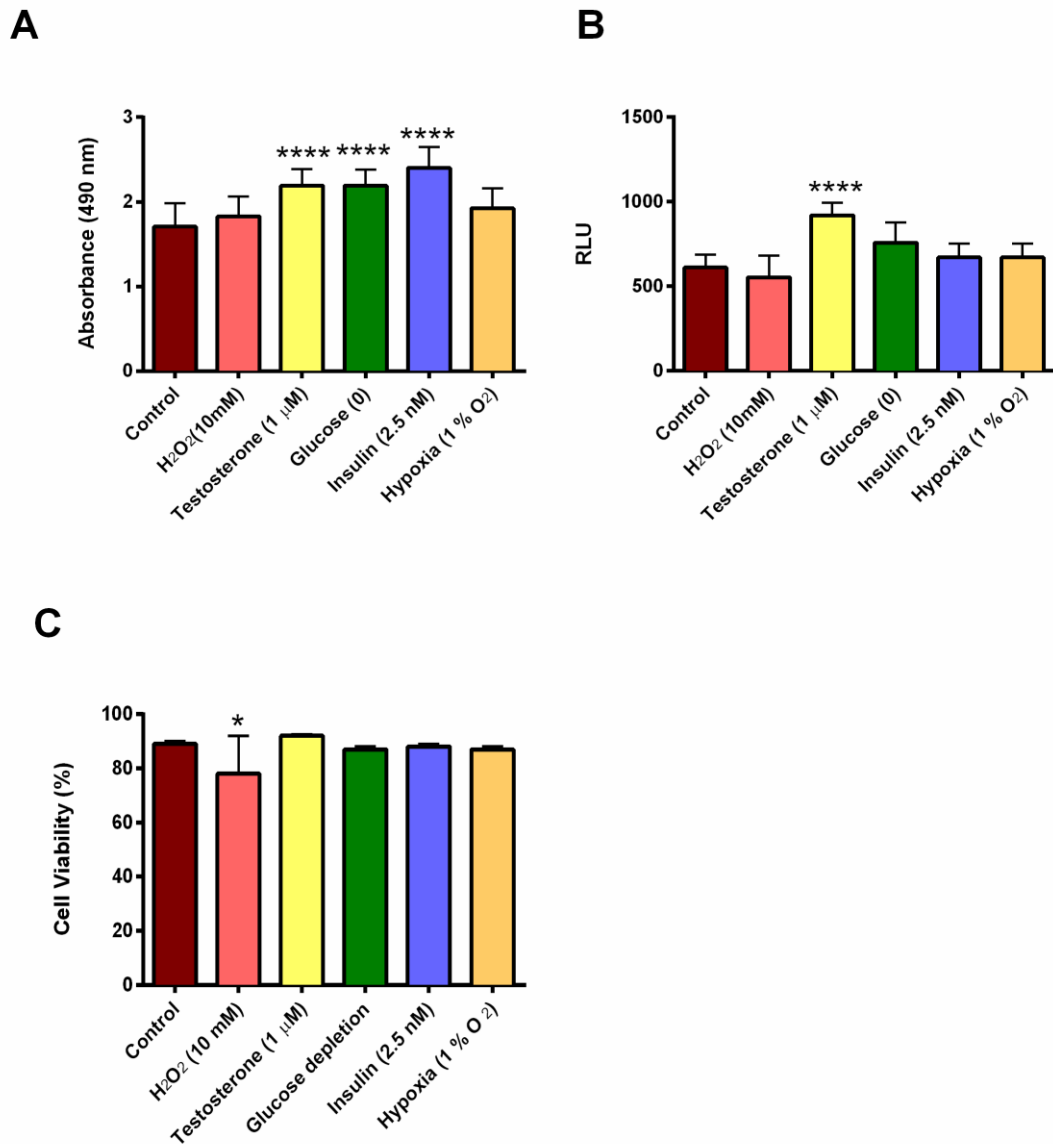 A
Absorbance (490 nm)
3
2
1
0
****
****
****
Control
H2O2(10mM)
Testosterone (1 µM)
Glucose (0)
Insulin (2.5 nM)
Hypoxia (1 % O2)
B
RLU
1500
1000
500
0
****
Control
H2O2 (10mM)
Testosterone (1 µM)
Glucose (0)
Insulin (2.5 nM)
Hypoxia (1 % O2)
C
Cell Viability (%)
100
80
60
40
20
0
*
Control
H2O2 (10 mM)
Testosterone (1 µM)
Glucose depletion
Insulin (2.5 nM)
Hypoxia (1 % O 2)